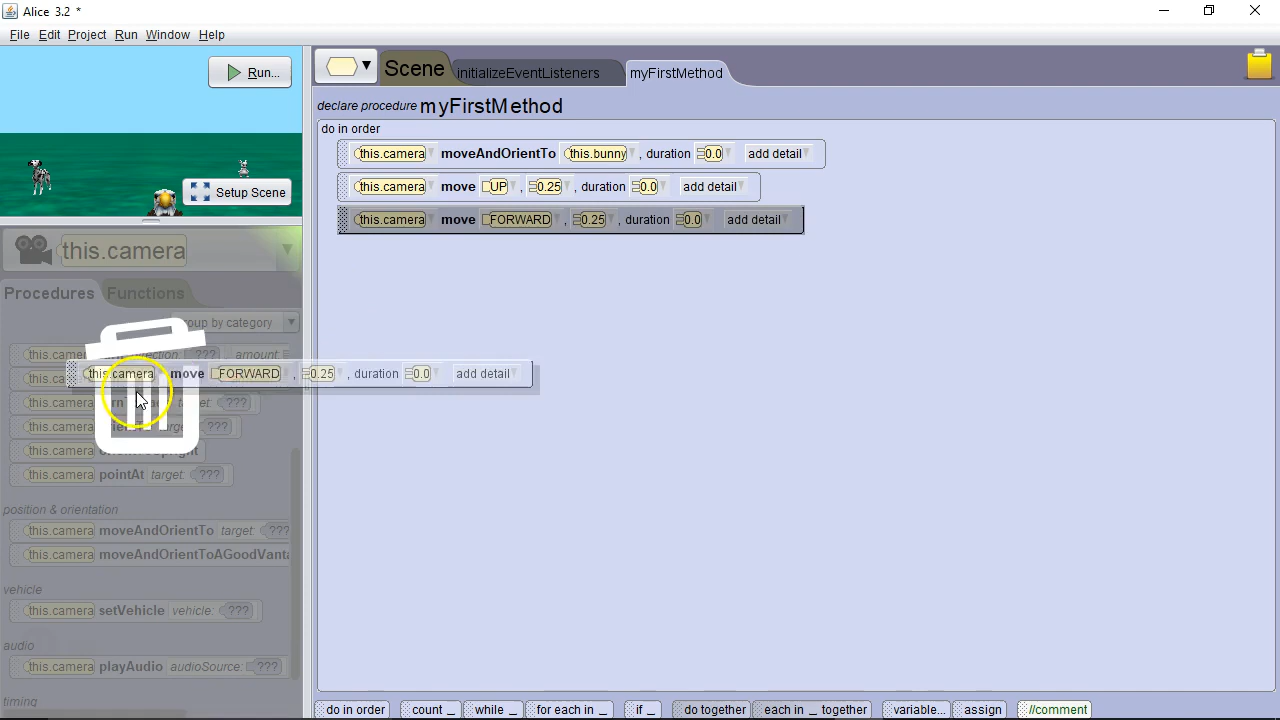 Alice 3.2 *
File Edit Project Run Window Help
Run...
Setup Scene
Scene initializeEventListeners myFirstMethod
declare procedure myFirstMethod
do in order
this.camera moveAndOrientTo this.bunny , duration 0.0 add detail
this.camera move UP , 0.25 , duration 0.0 add detail
this.camera move FORWARD , 0.25 , duration 0.0 add detail
this.camera
Procedures Functions
group by category
??? amount:
this.camera move FORWARD , 0.25 , duration 0.0 add detail
target: ???
???
this.camera
this.camera pointAt target: ???
position & orientation
this.camera moveAndOrientTo target: ???
this.camera moveAndOrientToAGoodVanta
vehicle
this.camera setVehicle vehicle: ???
audio
this.camera playAudio audioSource: ???
timing
do in order count _ while _ for each in _ if _ do together each in _ together variable... assign //comment